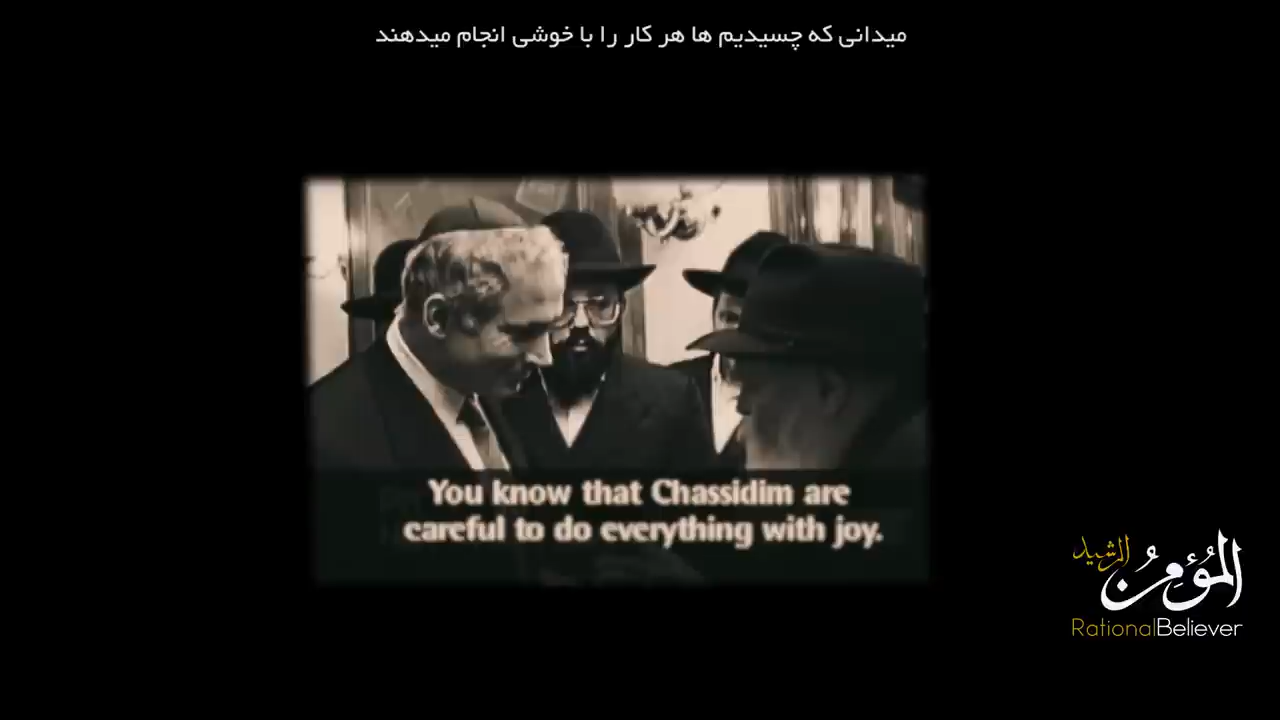 میدانی که چسیدیم ها هر کار را با خوشی انجام میدهند
You know that Chassidim are
careful to do everything with joy.
المؤمن الرشيد
RationalBeliever